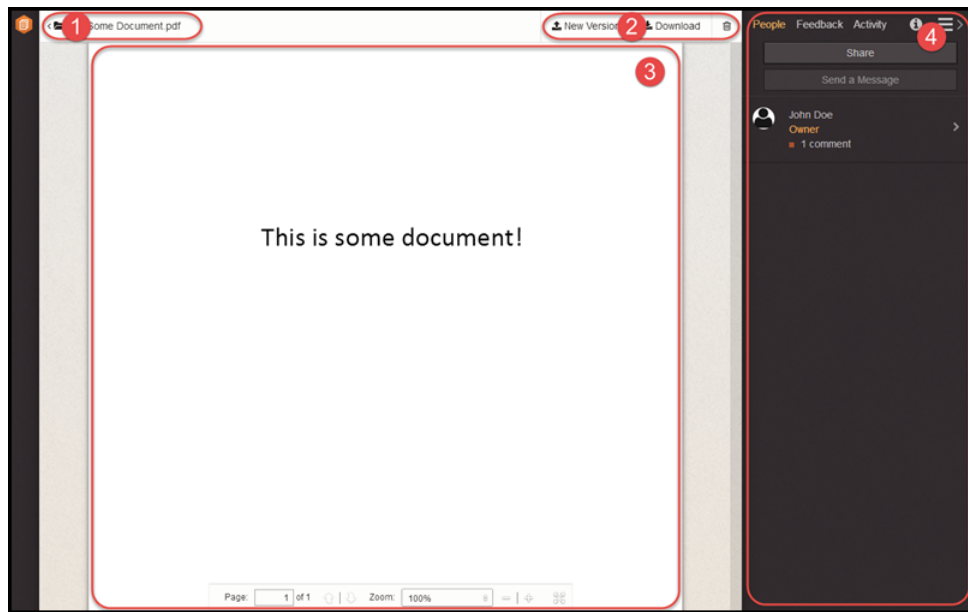 1
Some Document.pdf
New Version
2
Download
3
People Feedback Activity
4
Share
Send a Message
John Doe
Owner
1 comment
This is some document!
Page: 1 of 1 Zoom: 100%